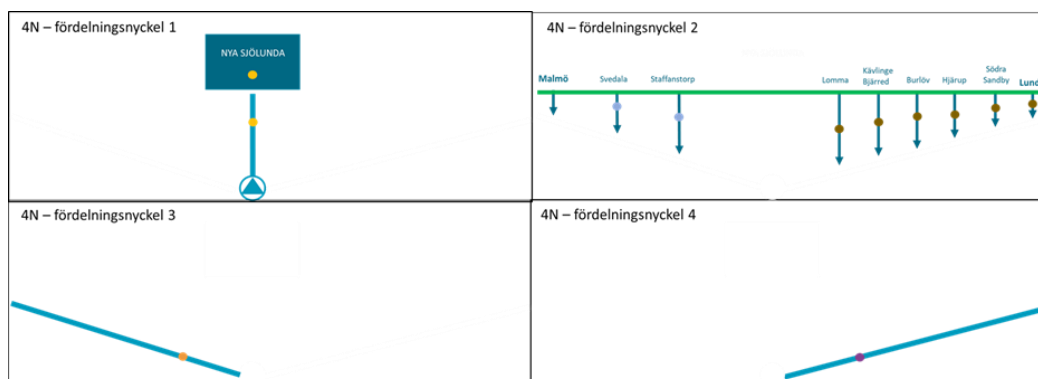 4N – fördelningsnyckel 1
NYA SJÖLUNDA
4N – fördelningsnyckel 2
Malmö
Svedala
Staffanstorp
Lomma
Kävlinge
Bjärred
Burlöv
Hjärup
Södra
Sandby
Lund
4N – fördelningsnyckel 3
4N – fördelningsnyckel 4